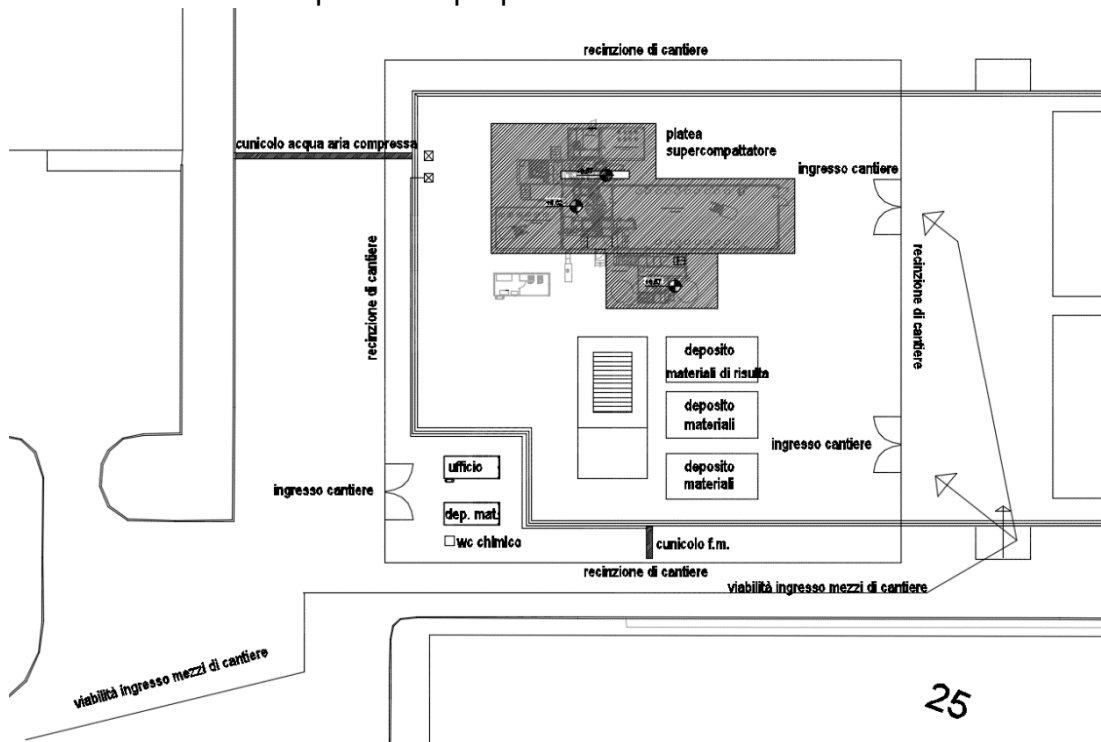 recinzione di cantiere
cunicolo acqua aria compressa
platea
supercompattatore
ingresso cantiere
recinzione di cantiere
recinzione di cantiere
deposito
materiali di risulta
deposito
materiali
ingresso cantiere
deposito
materiali
ufficio
ingresso cantiere
dep. mat.
wc chimico
cunicolo f.m.
recinzione di cantiere
viabilità ingresso mezzi di cantiere
viabilità ingresso mezzi di cantiere
25